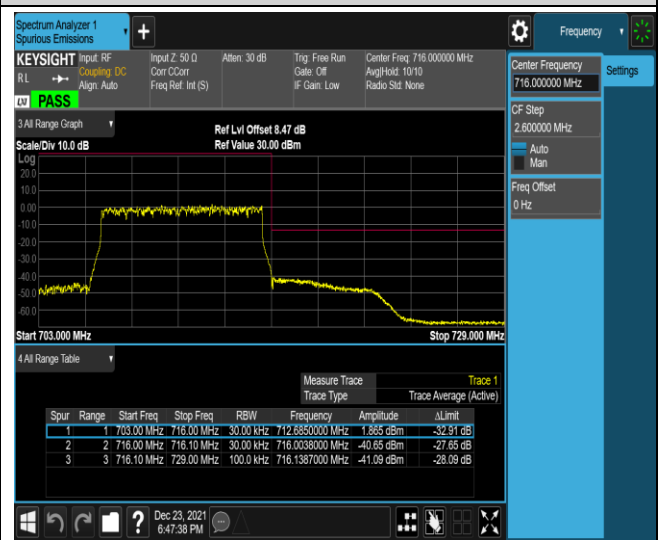 Spectrum Analyzer 1
Spurious Emissions
Frequency
KEYSIGHT Input: RF Input Z: 50 Ω Atten: 30 dB Trig: Free Run Center Freq: 716.000000 MHz
RL Coupling: DC Corr CCorr Gate: Off Avg|Hold: 10/10
Align: Auto Freq Ref: Int (S) IF Gain: Low Radio Std: None
LXI PASS
3 All Range Graph
Ref Lvl Offset 8.47 dB
Scale/Div 10.0 dB Ref Value 30.00 dBm
Log
20.0
10.0
0.00
-10.0
-20.0
-30.0
-40.0
-50.0
-60.0
Start 703.000 MHz Stop 729.000 MHz
4 All Range Table
Measure Trace Trace 1
Trace Type Trace Average (Active)
Spur Range Start Freq Stop Freq RBW Frequency Amplitude ΔLimit
1 1 703.00 MHz 716.00 MHz 30.00 kHz 712.6850000 MHz 1.865 dBm -32.91 dB
2 2 716.00 MHz 716.10 MHz 30.00 kHz 716.0038000 MHz -40.65 dBm -27.65 dB
3 3 716.10 MHz 729.00 MHz 100.0 kHz 716.1387000 MHz -41.09 dBm -28.09 dB
Dec 23, 2021
6:47:38 PM
Center Frequency
716.000000 MHz
Settings
CF Step
2.600000 MHz
Auto
Man
Freq Offset
0 Hz